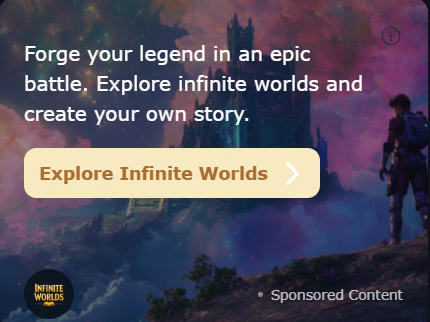 Forge your legend in an epic
battle. Explore infinite worlds and
create your own story.
Explore Infinite Worlds
INFINITE
WORLDS
• Sponsored Content